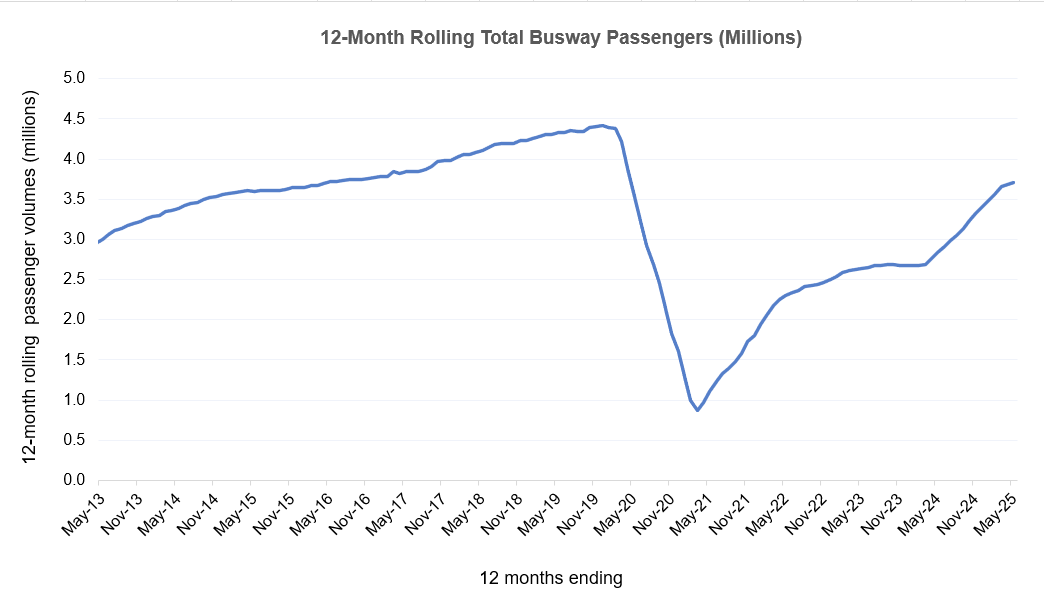 12-Month Rolling Total Busway Passengers (Millions)
5.0
4.5
4.0
3.5
3.0
2.5
2.0
1.5
1.0
0.5
0.0
12-month rolling passenger volumes (millions)
May-13
Nov-13
May-14
Nov-14
May-15
Nov-15
May-16
Nov-16
May-17
Nov-17
May-18
Nov-18
May-19
Nov-19
May-20
Nov-20
May-21
Nov-21
May-22
Nov-22
May-23
Nov-23
May-24
Nov-24
May-25
12 months ending